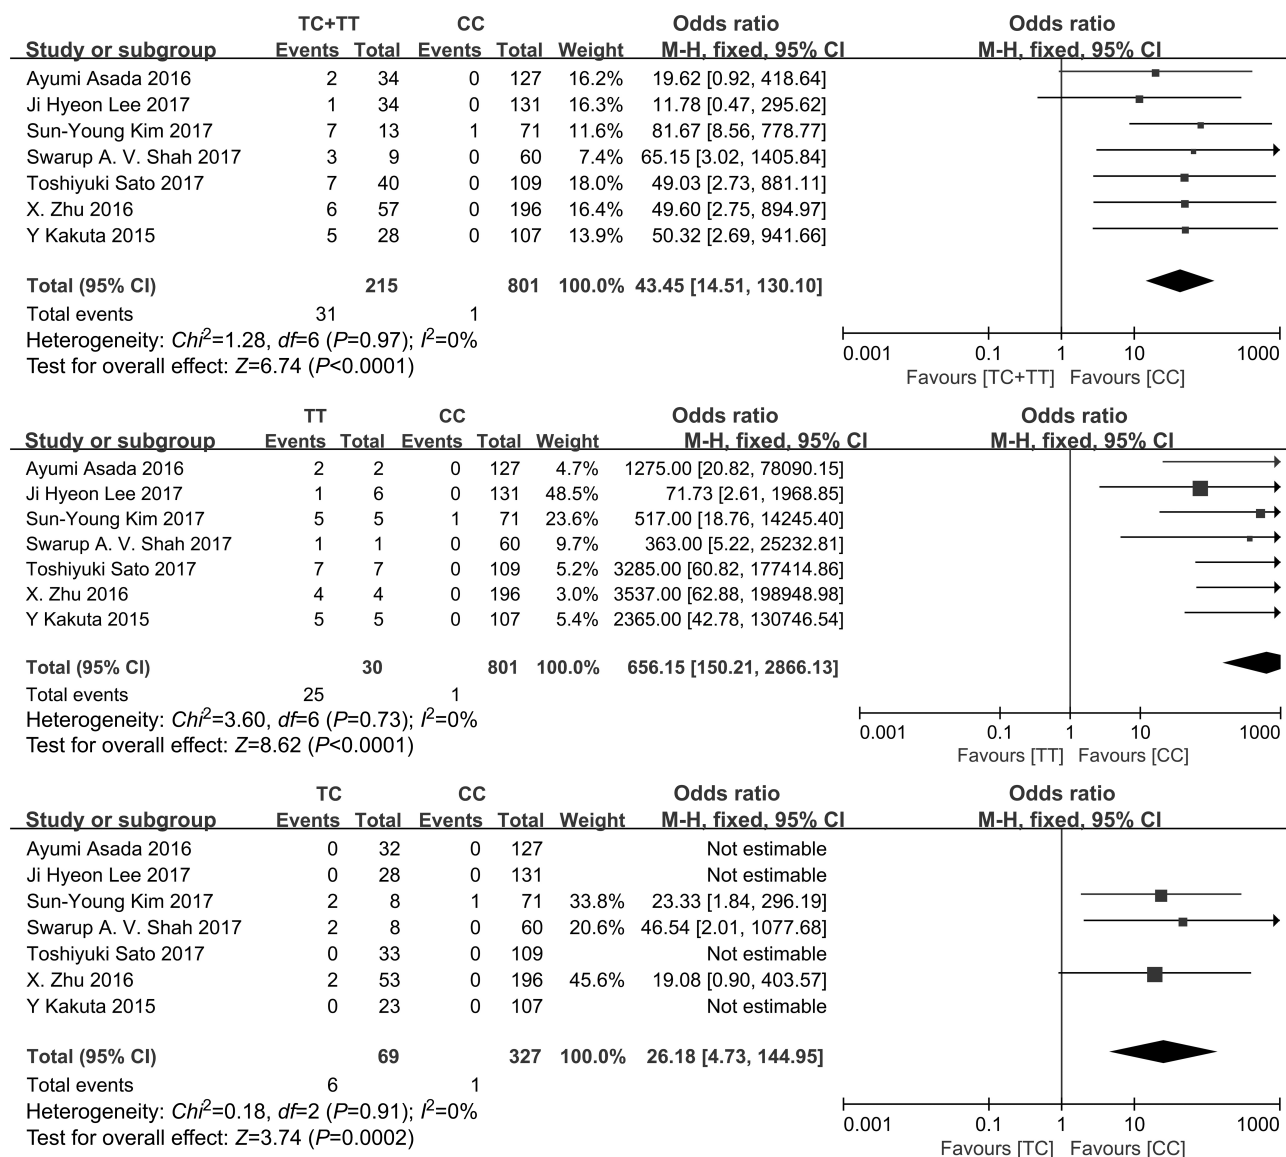 TC+TT CC Odds ratio Odds ratio
Study or subgroup Events Total Events Total Weight M-H, fixed, 95% CI M-H, fixed, 95% CI
Ayumi Asada 2016 2 34 0 127 16.2% 19.62 [0.92, 418.64]
Ji Hyeon Lee 2017 1 34 0 131 16.3% 11.78 [0.47, 295.62]
Sun-Young Kim 2017 7 13 1 71 11.6% 81.67 [8.56, 778.77]
Swarup A. V. Shah 2017 3 9 0 60 7.4% 65.15 [3.02, 1405.84]
Toshiyuki Sato 2017 7 40 0 109 18.0% 49.03 [2.73, 881.11]
X. Zhu 2016 6 57 0 196 16.4% 49.60 [2.75, 894.97]
Y Kakuta 2015 5 28 0 107 13.9% 50.32 [2.69, 941.66]
Total (95% CI) 215 801 100.0% 43.45 [14.51, 130.10]
Total events 31 1
Heterogeneity: Chi²=1.28, df=6 (P=0.97); I²=0%
Test for overall effect: Z=6.74 (P<0.0001)
0.001 0.1 1 10 1000
Favours [TC+TT] Favours [CC]
TT CC Odds ratio Odds ratio
Study or subgroup Events Total Events Total Weight M-H, fixed, 95% CI M-H, fixed, 95% CI
Ayumi Asada 2016 2 2 0 127 4.7% 1275.00 [20.82, 78090.15]
Ji Hyeon Lee 2017 1 6 0 131 48.5% 71.73 [2.61, 1968.85]
Sun-Young Kim 2017 5 5 1 71 23.6% 517.00 [18.76, 14245.40]
Swarup A. V. Shah 2017 1 1 0 60 9.7% 363.00 [5.22, 25232.81]
Toshiyuki Sato 2017 7 7 0 109 5.2% 3285.00 [60.82, 177414.86]
X. Zhu 2016 4 4 0 196 3.0% 3537.00 [62.88, 198948.98]
Y Kakuta 2015 5 5 0 107 5.4% 2365.00 [42.78, 130746.54]
Total (95% CI) 30 801 100.0% 656.15 [150.21, 2866.13]
Total events 25 1
Heterogeneity: Chi²=3.60, df=6 (P=0.73); I²=0%
Test for overall effect: Z=8.62 (P<0.0001)
0.001 0.1 1 10 1000
Favours [TT] Favours [CC]
TC CC Odds ratio Odds ratio
Study or subgroup Events Total Events Total Weight M-H, fixed, 95% CI M-H, fixed, 95% CI
Ayumi Asada 2016 0 32 0 127 Not estimable
Ji Hyeon Lee 2017 0 28 0 131 Not estimable
Sun-Young Kim 2017 2 8 1 71 33.8% 23.33 [1.84, 296.19]
Swarup A. V. Shah 2017 2 8 0 60 20.6% 46.54 [2.01, 1077.68]
Toshiyuki Sato 2017 0 33 0 109 Not estimable
X. Zhu 2016 2 53 0 196 45.6% 19.08 [0.90, 403.57]
Y Kakuta 2015 0 23 0 107 Not estimable
Total (95% CI) 69 327 100.0% 26.18 [4.73, 144.95]
Total events 6 1
Heterogeneity: Chi²=0.18, df=2 (P=0.91); I²=0%
Test for overall effect: Z=3.74 (P=0.0002)
0.001 0.1 1 10 1000
Favours [TC] Favours [CC]